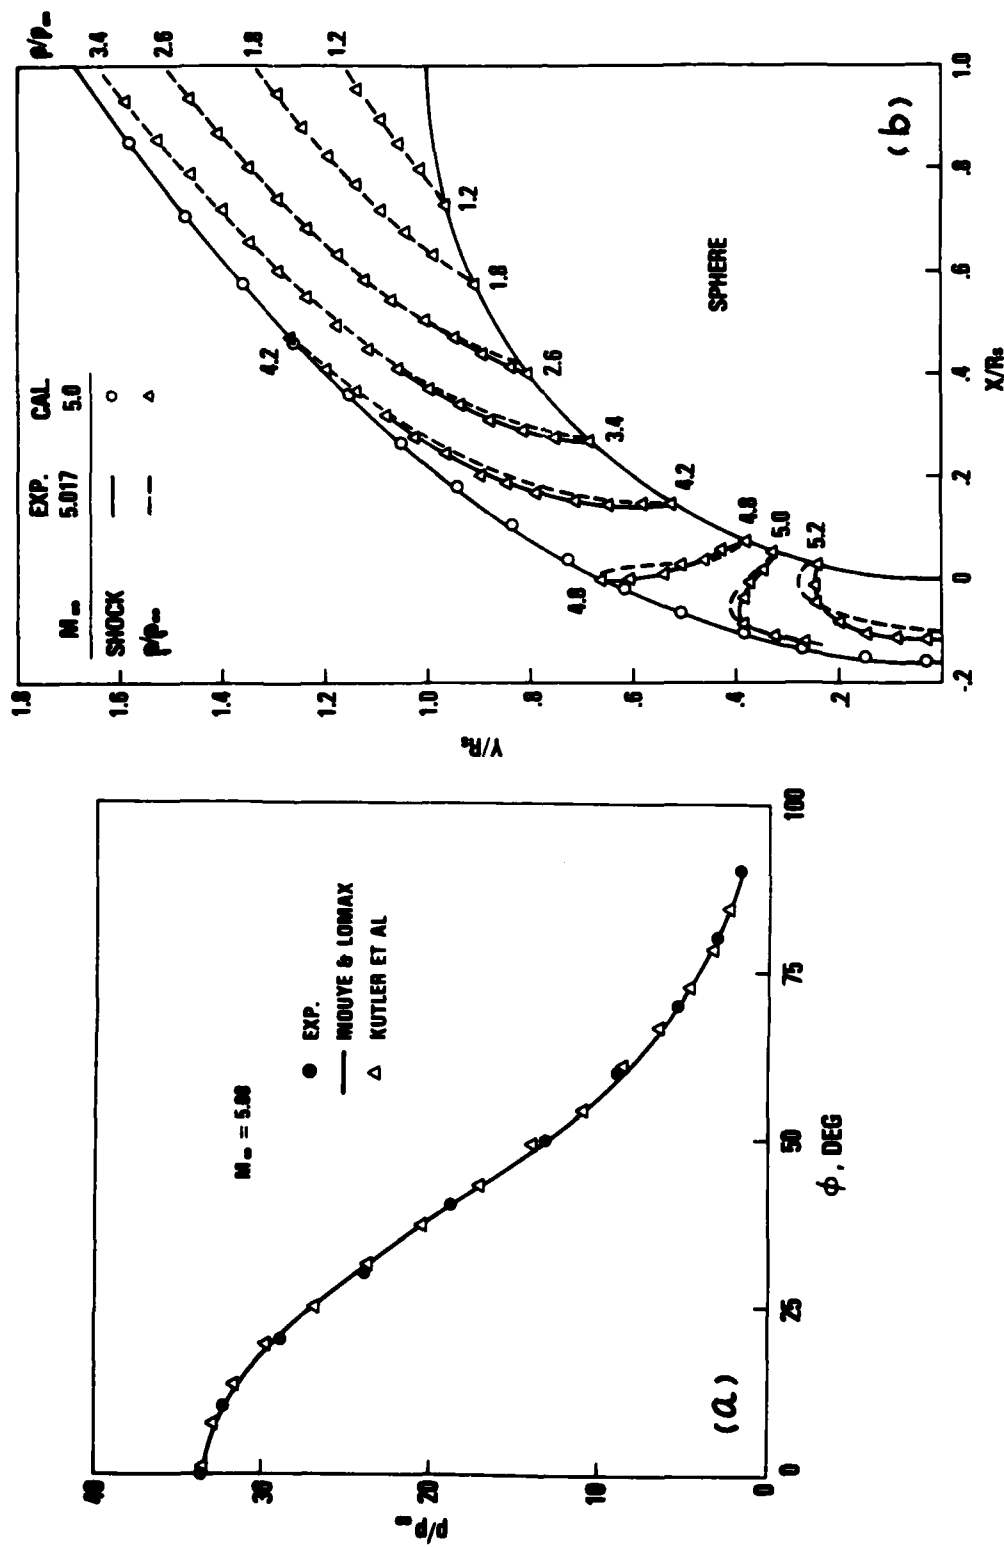 P/P∞
40
30
20
10
0
0
25
50
75
100
ϕ, DEG
M∞ = 5.06
● EXP.
— INOUYE & LOMAX
△ KUTLER ET AL
(a)
Y/Rs
1.8
1.6
1.4
1.2
1.0
.8
.6
.4
.2
-.2
0
.2
.4
.6
.8
1.0
X/Rs
EXP. CAL.
M∞ 5.017 5.0
SHOCK — ○
ρ/ρ∞ --- △
ρ/ρ∞
3.4
2.6
1.8
1.2
4.2
4.8
1.2
1.8
2.6
3.4
4.2
4.8
5.0
5.2
SPHERE
(b)